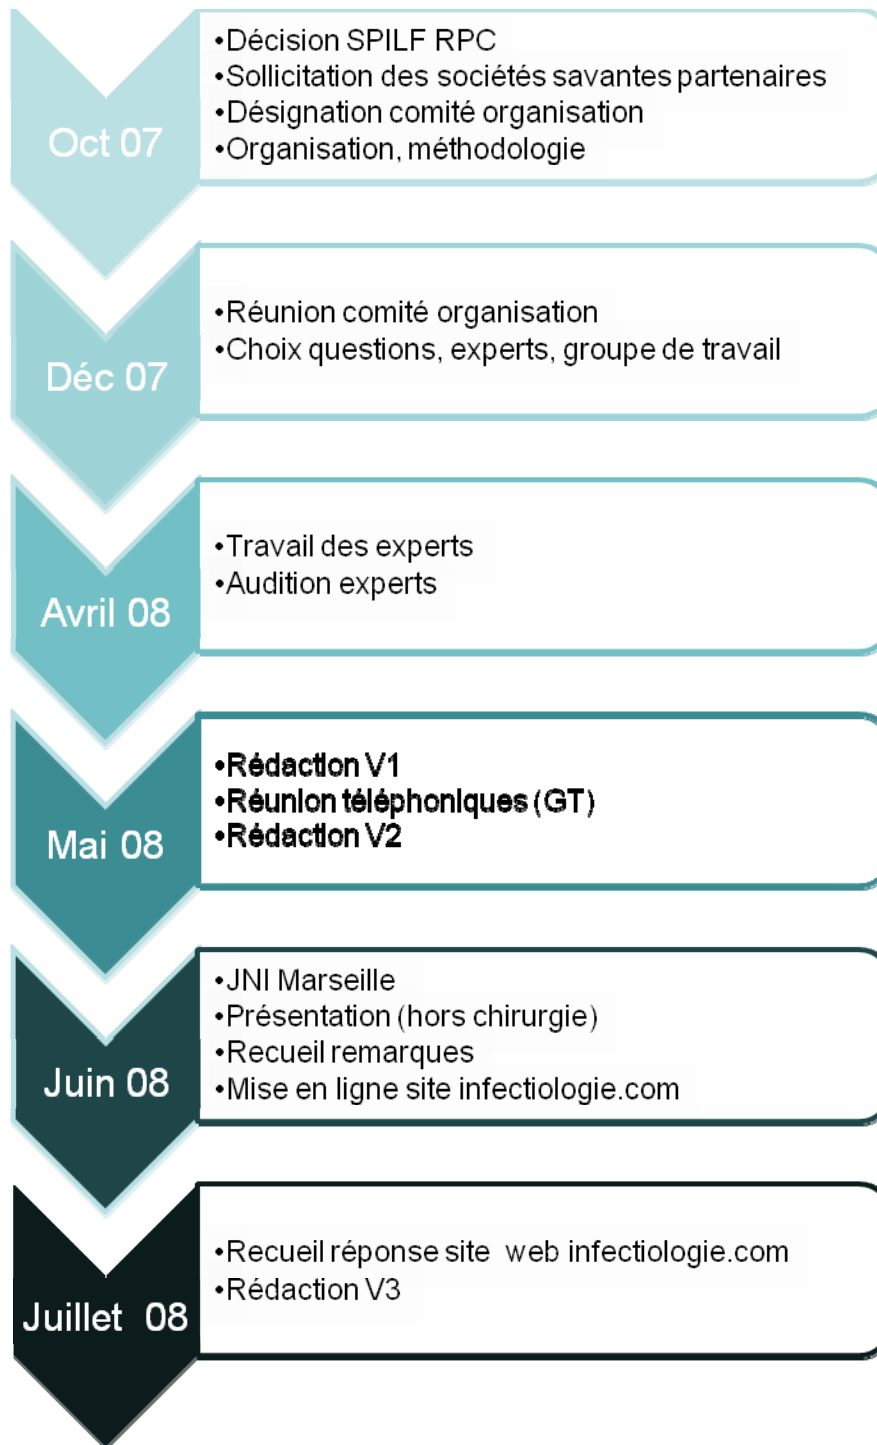 Oct 07
•Décision SPILF RPC
•Sollicitation des sociétés savantes partenaires
•Désignation comité organisation
•Organisation, méthodologie
Déc 07
•Réunion comité organisation
•Choix questions, experts, groupe de travail
Avril 08
•Travail des experts
•Audition experts
Mai 08
•Rédaction V1
•Réunion téléphoniques (GT)
•Rédaction V2
Juin 08
•JNI Marseille
•Présentation (hors chirurgie)
•Recueil remarques
•Mise en ligne site infectiologie.com
Juillet 08
•Recueil réponse site web infectiologie.com
•Rédaction V3